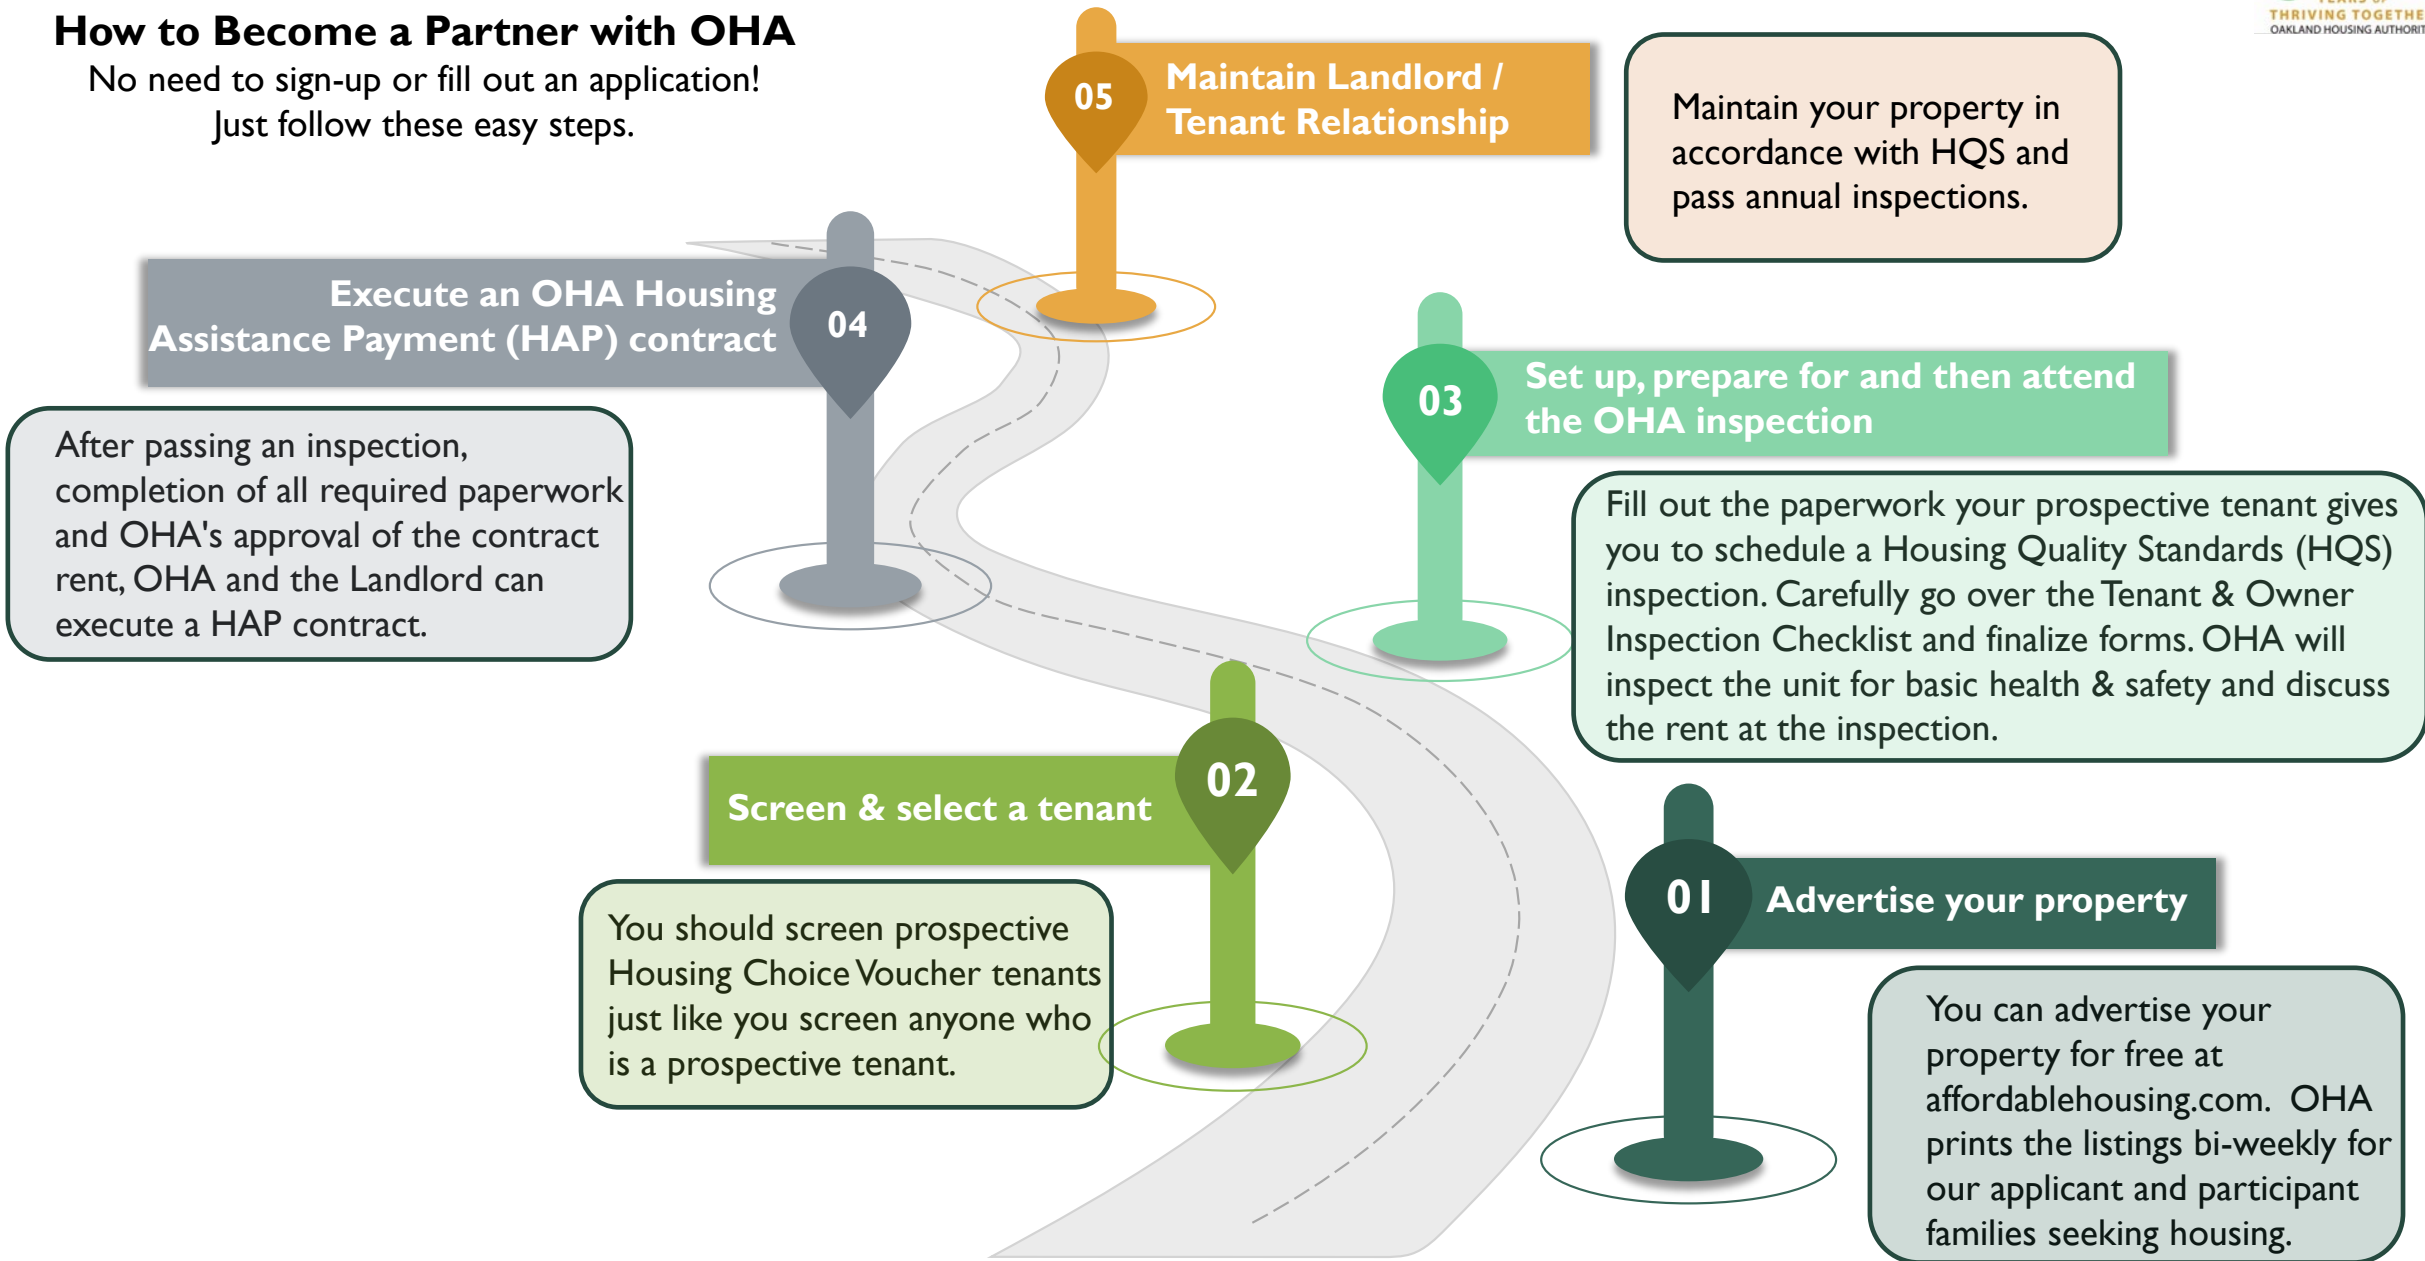 How to Become a Partner with OHA
No need to sign-up or fill out an application!
Just follow these easy steps.
THRIVING TOGETHE
OAKLAND HOUSING AUTHORIT
05
Maintain Landlord /
Tenant Relationship
Maintain your property in
accordance with HQS and
pass annual inspections.
Execute an OHA Housing
Assistance Payment (HAP) contract
04
After passing an inspection,
completion of all required paperwork
and OHA's approval of the contract
rent, OHA and the Landlord can
execute a HAP contract.
03
Set up, prepare for and then attend
the OHA inspection
Fill out the paperwork your prospective tenant gives
you to schedule a Housing Quality Standards (HQS)
inspection. Carefully go over the Tenant & Owner
Inspection Checklist and finalize forms. OHA will
inspect the unit for basic health & safety and discuss
the rent at the inspection.
Screen & select a tenant
02
You should screen prospective
Housing Choice Voucher tenants
just like you screen anyone who
is a prospective tenant.
01
Advertise your property
You can advertise your
property for free at
affordablehousing.com. OHA
prints the listings bi-weekly for
our applicant and participant
families seeking housing.